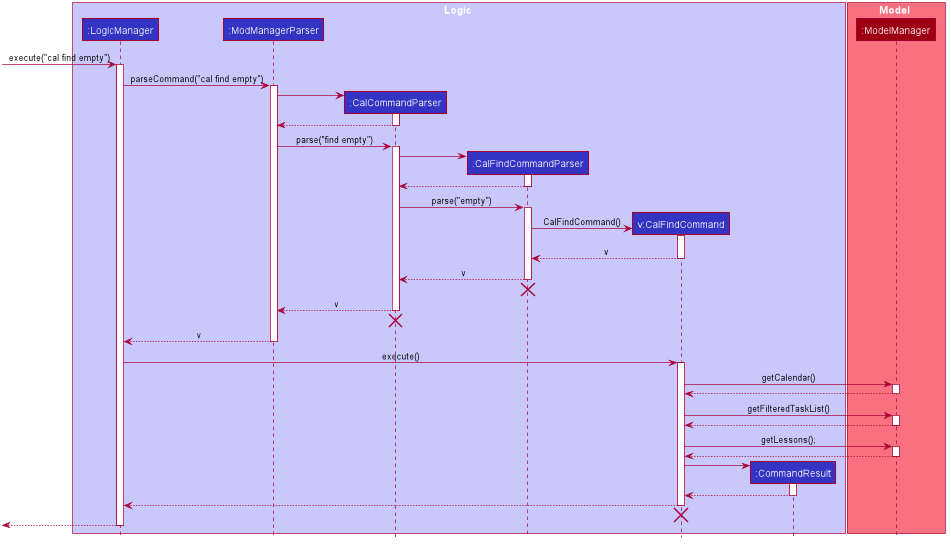 Logic
Model
:LogicManager
:ModManagerParser
:ModelManager
execute("cal find empty")
parseCommand("cal find empty")
:CalCommandParser
parse("find empty")
:CalFindCommandParser
parse("empty")
CalFindCommand()
v:CalFindCommand
v
v
v
v
execute()
getCalendar()
getFilteredTaskList()
getLessons();
:CommandResult